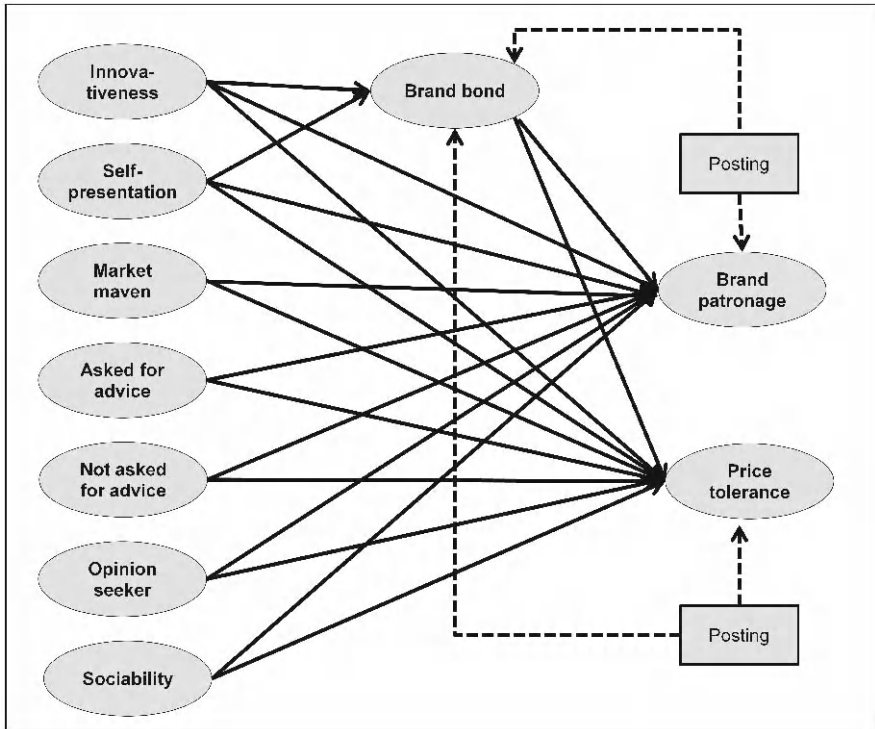 Innova-
tiveness
Brand bond
Self-
presentation
Posting
Market
maven
Brand
patronage
Asked for
advice
Not asked
for advice
Price
tolerance
Opinion
seeker
Posting
Sociability